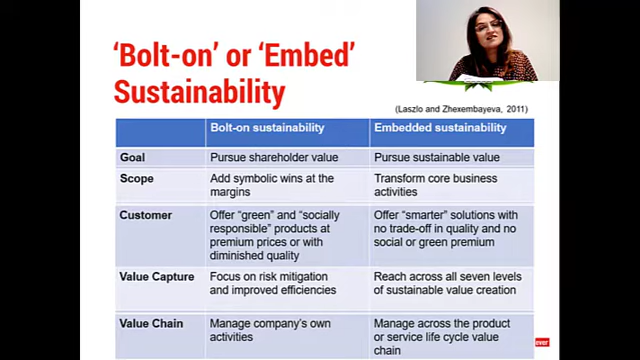 ‘Bolt-on’ or ‘Embed’
Sustainability
(Laszlo and Zhexembayeva, 2011)
Bolt-on sustainability
Embedded sustainability
Goal
Pursue shareholder value
Pursue sustainable value
Scope
Add symbolic wins at the
margins
Transform core business
activities
Customer
Offer “green” and “socially
responsible” products at
premium prices or with
diminished quality
Offer “smarter” solutions with
no trade-off in quality and no
social or green premium
Value Capture
Focus on risk mitigation
and improved efficiencies
Reach across all seven levels
of sustainable value creation
Value Chain
Manage company’s own
activities
Manage across the product
or service life cycle value
chain
ever